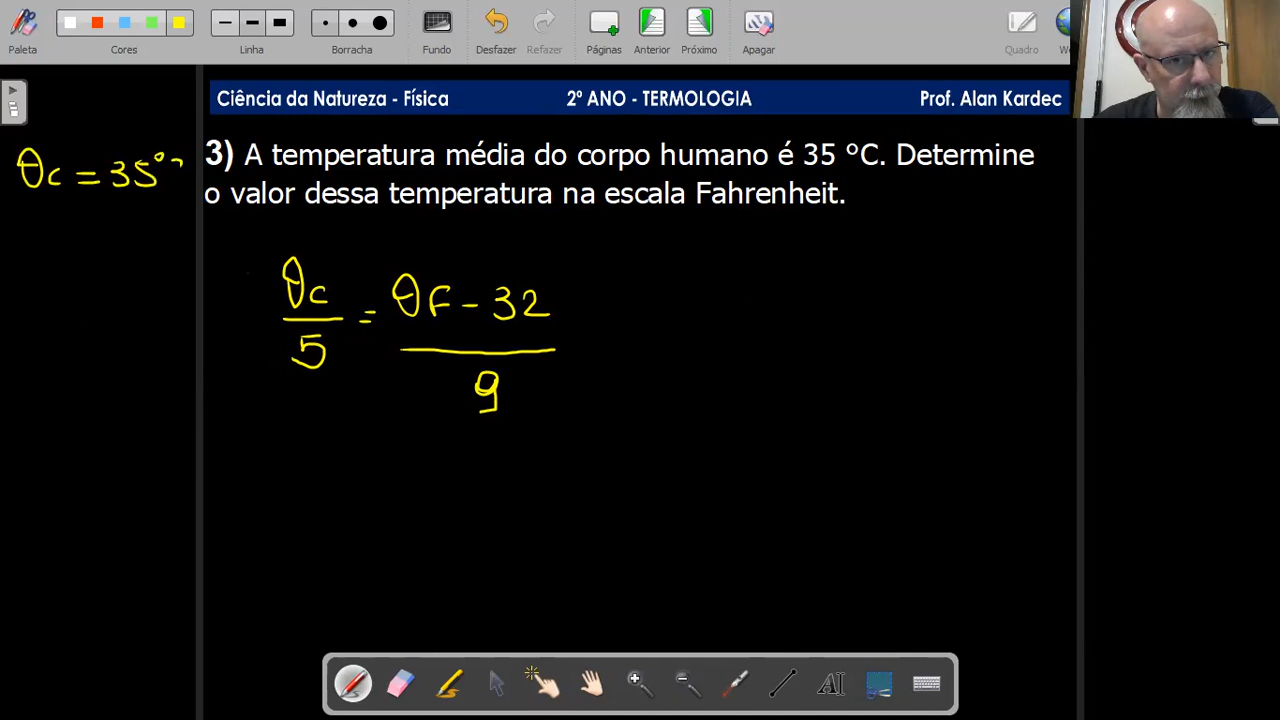 Paleta Cores Linha Borracha Fundo Desfazer Refazer Páginas Anterior Próximo Apagar Quadro
Ciência da Natureza - Física 2º ANO - TERMOLOGIA Prof. Alan Kardec
3) A temperatura média do corpo humano é 35 °C. Determine
o valor dessa temperatura na escala Fahrenheit.
θc = 35°
θc = θF - 32
5 9
AI